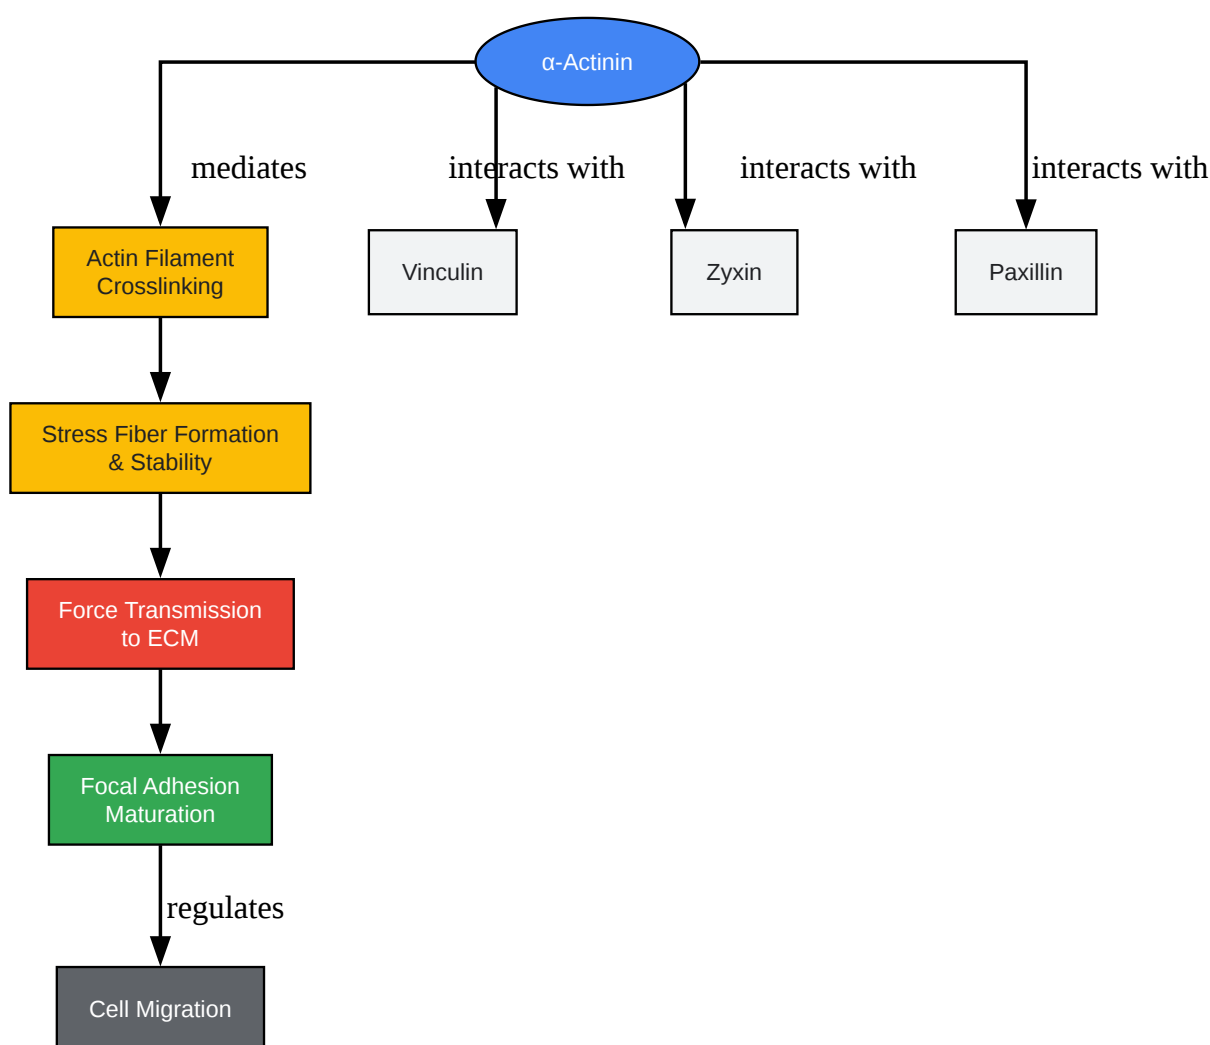 α-Actinin
mediates
interacts with
interacts with
interacts with
Actin Filament
Crosslinking
Vinculin
Zyxin
Paxillin
Stress Fiber Formation
& Stability
Force Transmission
to ECM
Focal Adhesion
Maturation
regulates
Cell Migration